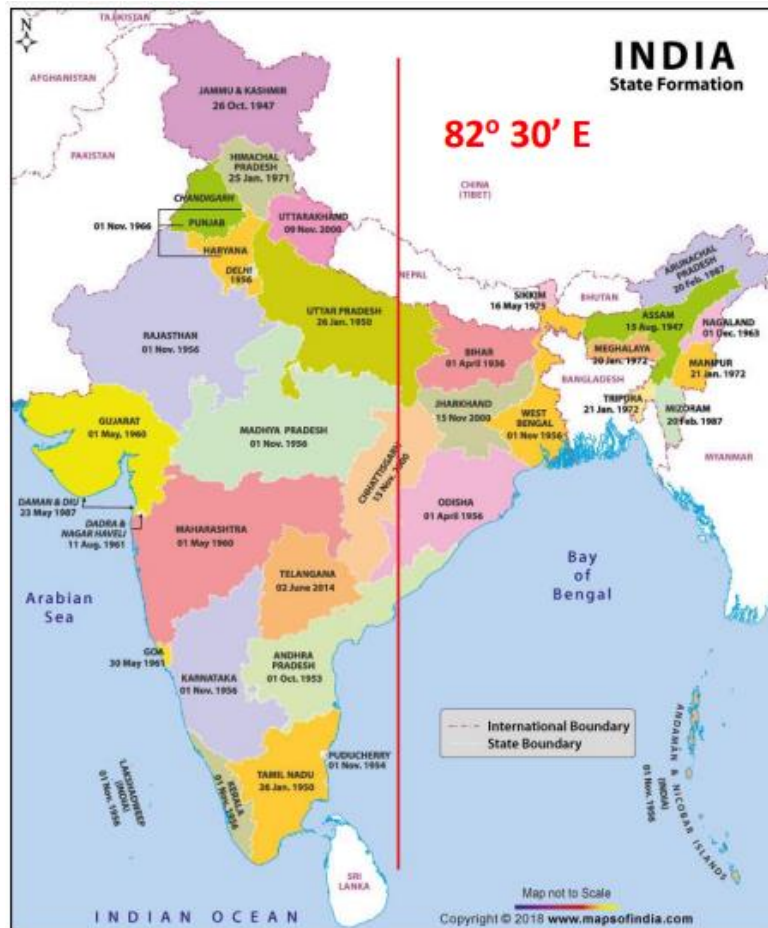 N
TAJIKISTAN
AFGHANISTAN
PAKISTAN
INDIA
State Formation
82° 30’ E
JAMMU & KASHMIR
26 Oct. 1947
HIMACHAL
PRADESH
25 Jan. 1971
CHANDIGARH
01 Nov. 1966
PUNJAB
UTTARAKHAND
09 Nov. 2000
HARYANA
DELHI
1956
CHINA
(TIBET)
NEPAL
RAJASTHAN
01 Nov. 1956
UTTAR PRADESH
26 Jan. 1950
SIKKIM
16 May 1975
BHUTAN
ARUNACHAL
PRADESH
20 Feb. 1987
ASSAM
15 Aug. 1947
NAGALAND
01 Dec. 1963
MEGHALAYA
20 Jan. 1972
MANIPUR
21 Jan. 1972
BIHAR
01 April 1936
BANGLADESH
TRIPURA
21 Jan. 1972
MIZORAM
20 Feb. 1987
MYANMAR
GUJARAT
01 May, 1960
MADHYA PRADESH
01 Nov. 1956
JHARKHAND
15 Nov 2000
WEST
BENGAL
01 Nov 1956
CHHATTISGARH
15 Nov. 2000
DAMAN & DIU
23 May 1987
DADRA &
NAGAR HAVELI
11 Aug. 1961
MAHARASHTRA
01 May 1960
ODISHA
01 April 1956
TELANGANA
02 June 2014
Arabian
Sea
Bay
of
Bengal
GOA
30 May 1961
KARNATAKA
01 Nov. 1956
ANDHRA
PRADESH
01 Oct. 1953
International Boundary
State Boundary
PUDUCHERRY
01 Nov. 1954
LAKSHADWEEP
(INDIA)
01 Nov. 1956
KERALA
01 Nov. 1956
TAMIL NADU
26 Jan. 1950
ANDAMAN & NICOBAR ISLANDS
(INDIA)
01 Nov. 1956
SRI
LANKA
INDIAN OCEAN
Map not to Scale
Copyright © 2018 www.mapsofindia.com